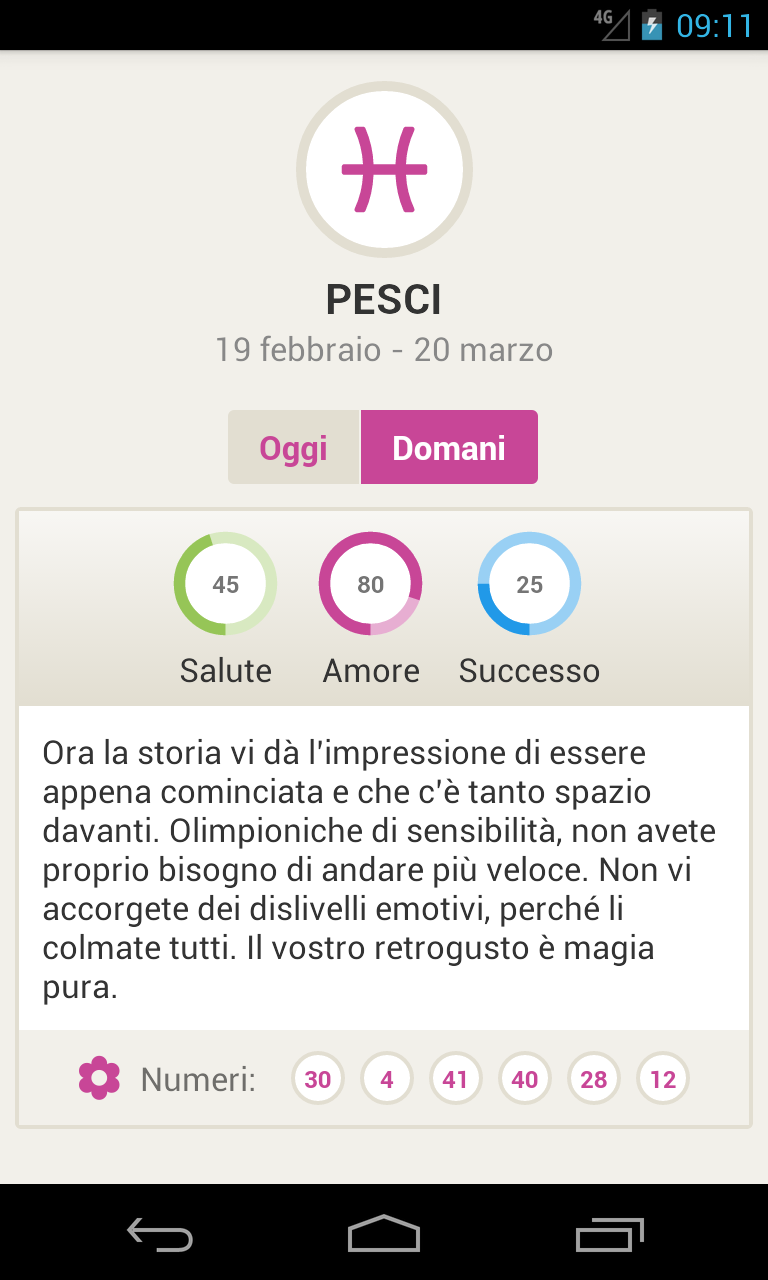 4G 09:11
PESCI
19 febbraio - 20 marzo
Oggi Domani
45 80 25
Salute Amore Successo
Ora la storia vi dà l'impressione di essere
appena cominciata e che c'è tanto spazio
davanti. Olimpioniche di sensibilità, non avete
proprio bisogno di andare più veloce. Non vi
accorgete dei dislivelli emotivi, perché li
colmate tutti. Il vostro retrogusto è magia
pura.
Numeri: 30 4 41 40 28 12